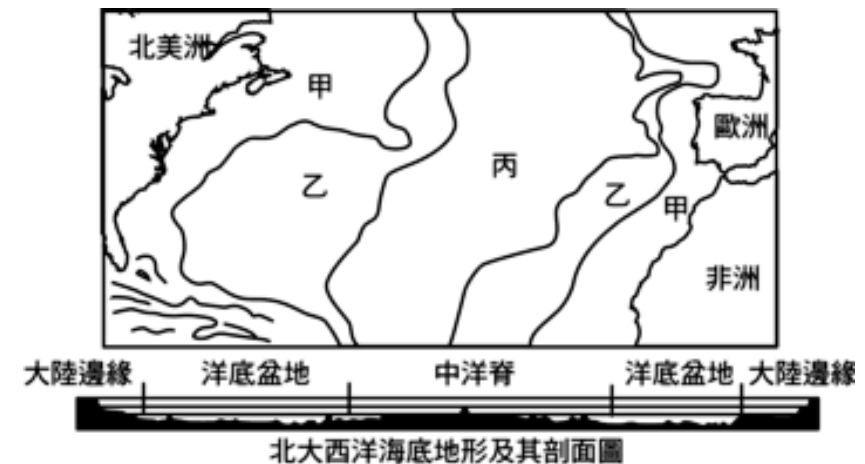 北美洲
甲
歐洲
丙
乙
乙
甲
非洲
大陸邊緣 洋底盆地 中洋脊 洋底盆地 大陸邊緣
北大西洋海底地形及其剖面圖